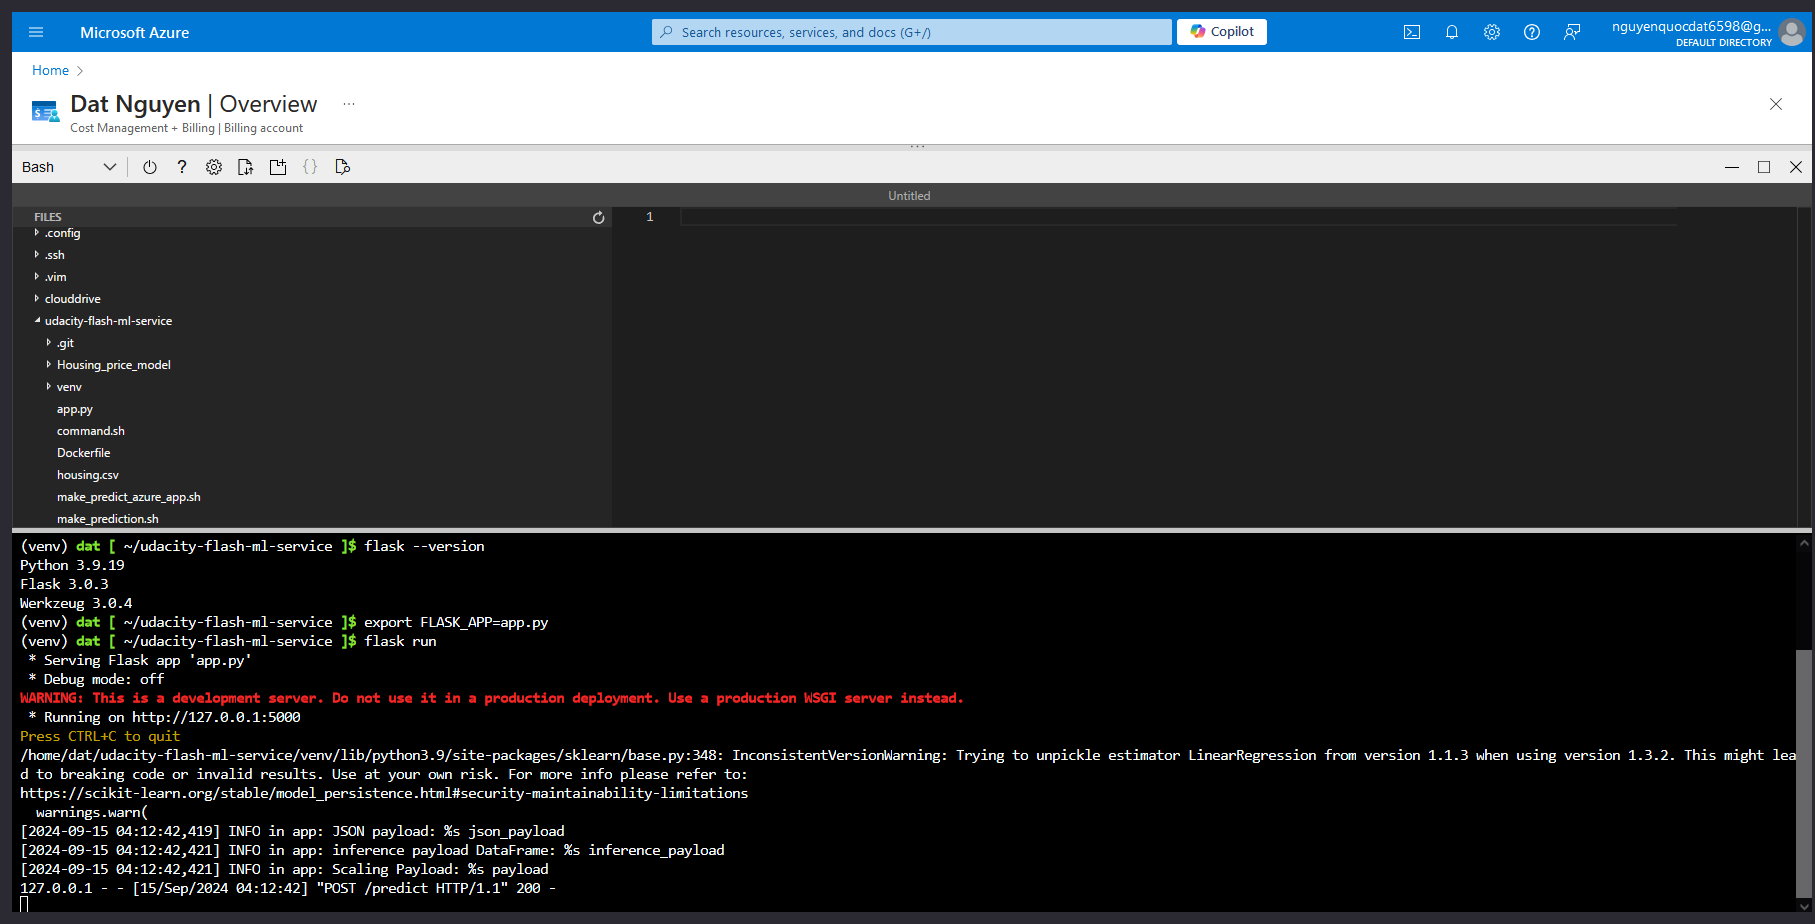 Microsoft Azure
Search resources, services, and docs (G+/)
Copilot
nguyenquocdat6598@g...
DEFAULT DIRECTORY
Home
Dat Nguyen | Overview
...
Cost Management + Billing | Billing account
Bash
Untitled
FILES
1
.config
.ssh
.vim
clouddrive
udacity-flash-ml-service
.git
Housing_price_model
venv
app.py
command.sh
Dockerfile
housing.csv
make_predict_azure_app.sh
make_prediction.sh
(venv) dat [ ~/udacity-flash-ml-service ]$ flask --version
Python 3.9.19
Flask 3.0.3
Werkzeug 3.0.4
(venv) dat [ ~/udacity-flash-ml-service ]$ export FLASK_APP=app.py
(venv) dat [ ~/udacity-flash-ml-service ]$ flask run
* Serving Flask app 'app.py'
* Debug mode: off
WARNING: This is a development server. Do not use it in a production deployment. Use a production WSGI server instead.
* Running on http://127.0.0.1:5000
Press CTRL+C to quit
/home/dat/udacity-flash-ml-service/venv/lib/python3.9/site-packages/sklearn/base.py:348: InconsistentVersionWarning: Trying to unpickle estimator LinearRegression from version 1.1.3 when using version 1.3.2. This might lea
d to breaking code or invalid results. Use at your own risk. For more info please refer to:
https://scikit-learn.org/stable/model_persistence.html#security-maintainability-limitations
warnings.warn(
[2024-09-15 04:12:42,419] INFO in app: JSON payload: %s json_payload
[2024-09-15 04:12:42,421] INFO in app: inference payload DataFrame: %s inference_payload
[2024-09-15 04:12:42,421] INFO in app: Scaling Payload: %s payload
127.0.0.1 - - [15/Sep/2024 04:12:42] "POST /predict HTTP/1.1" 200 -